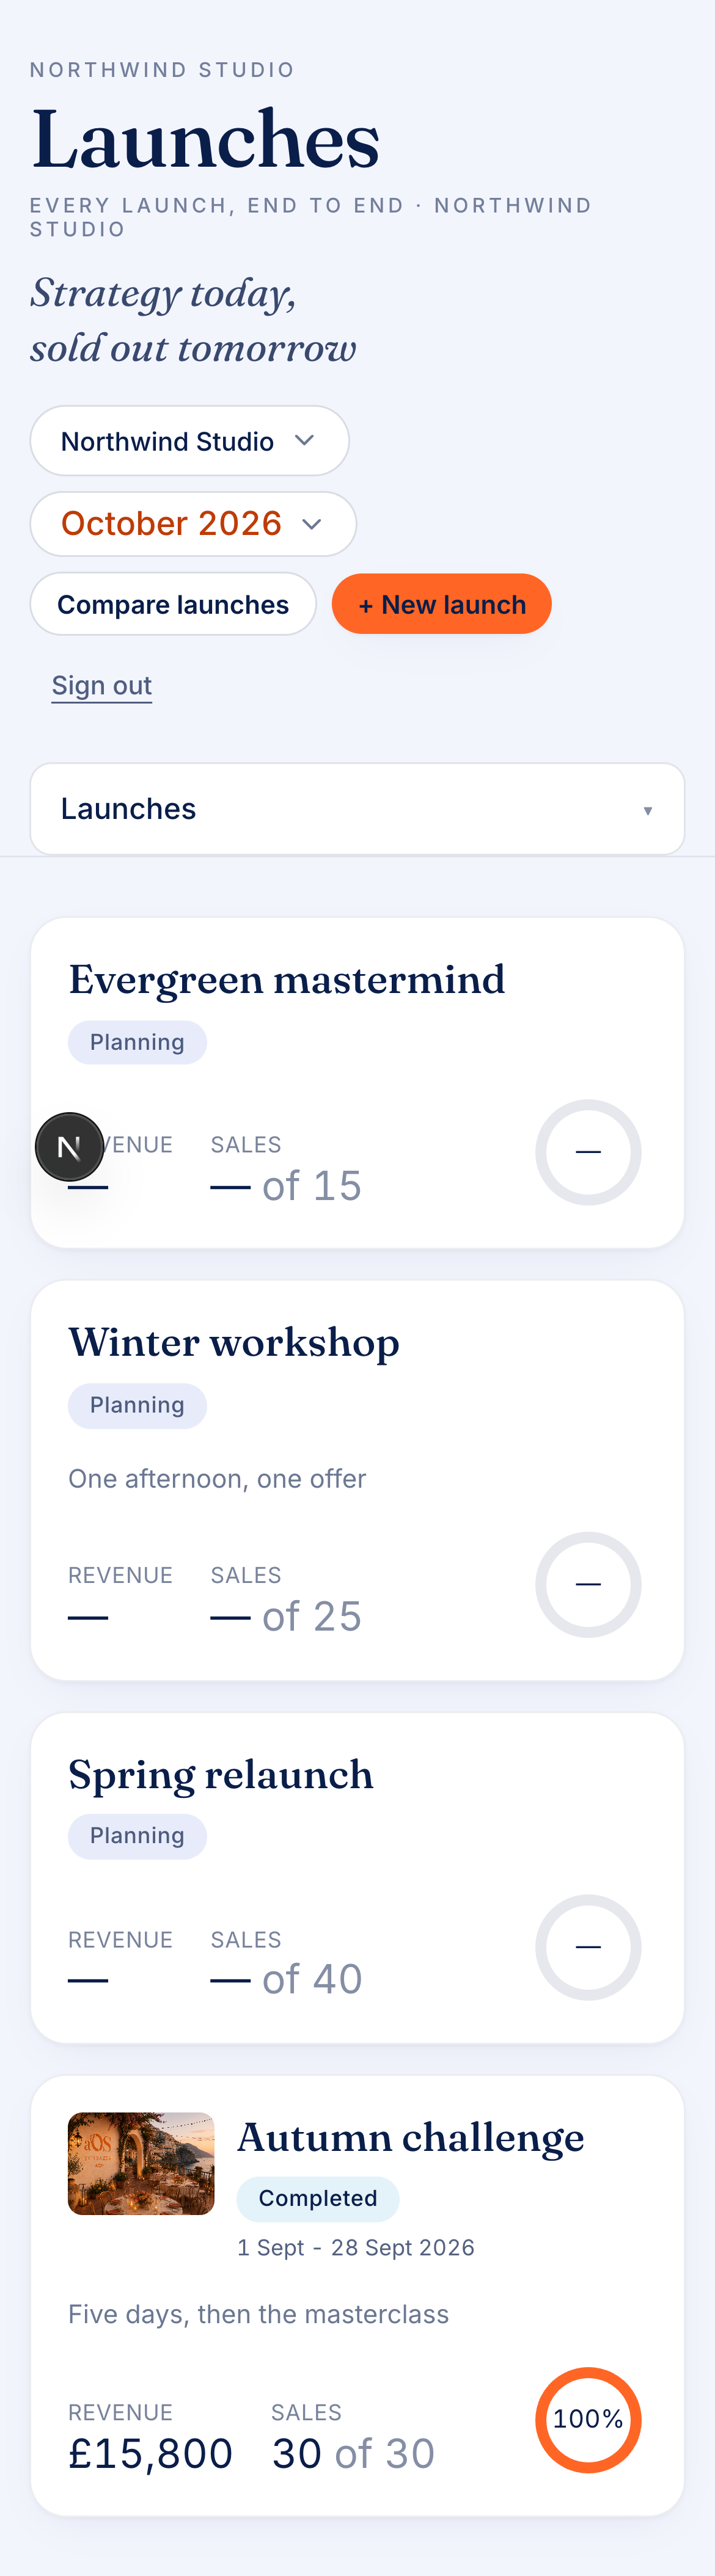 NORTHWIND STUDIO
Launches
EVERY LAUNCH, END TO END · NORTHWIND
STUDIO
Strategy today,
sold out tomorrow
Northwind Studio
October 2026
Compare launches
+ New launch
Sign out
Launches
Evergreen mastermind
Planning
SALES
— — of 15 —
Winter workshop
Planning
One afternoon, one offer
REVENUE SALES
— — of 25 —
Spring relaunch
Planning
REVENUE SALES
— — of 40 —
Autumn challenge
Completed
1 Sept - 28 Sept 2026
Five days, then the masterclass
REVENUE SALES
£15,800 30 of 30 100%